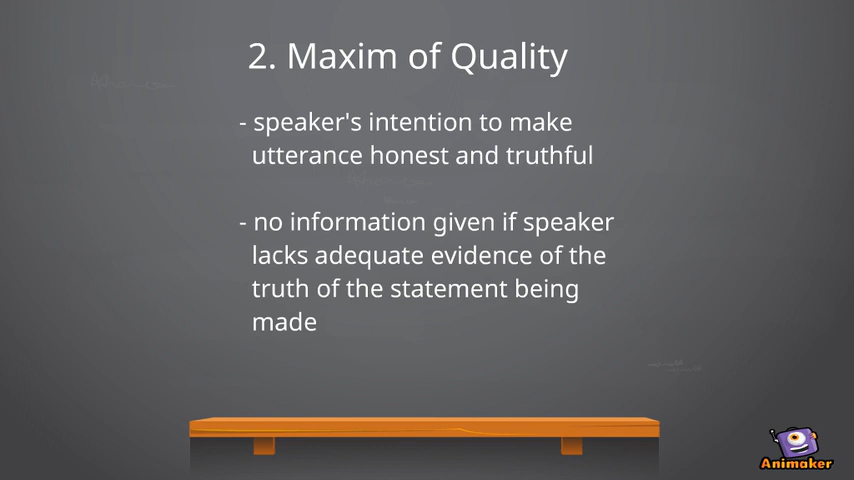 2. Maxim of Quality
- speaker's intention to make
utterance honest and truthful
- no information given if speaker
lacks adequate evidence of the
truth of the statement being
made
Animaker